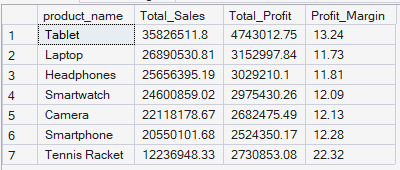 product_name Total_Sales Total_Profit Profit_Margin
1 Tablet 35826511.8 4743012.75 13.24
2 Laptop 26890530.81 3152997.84 11.73
3 Headphones 25656395.19 3029210.1 11.81
4 Smartwatch 24600859.02 2975430.26 12.09
5 Camera 22118178.67 2682475.49 12.13
6 Smartphone 20550101.68 2524350.17 12.28
7 Tennis Racket 12236948.33 2730853.08 22.32